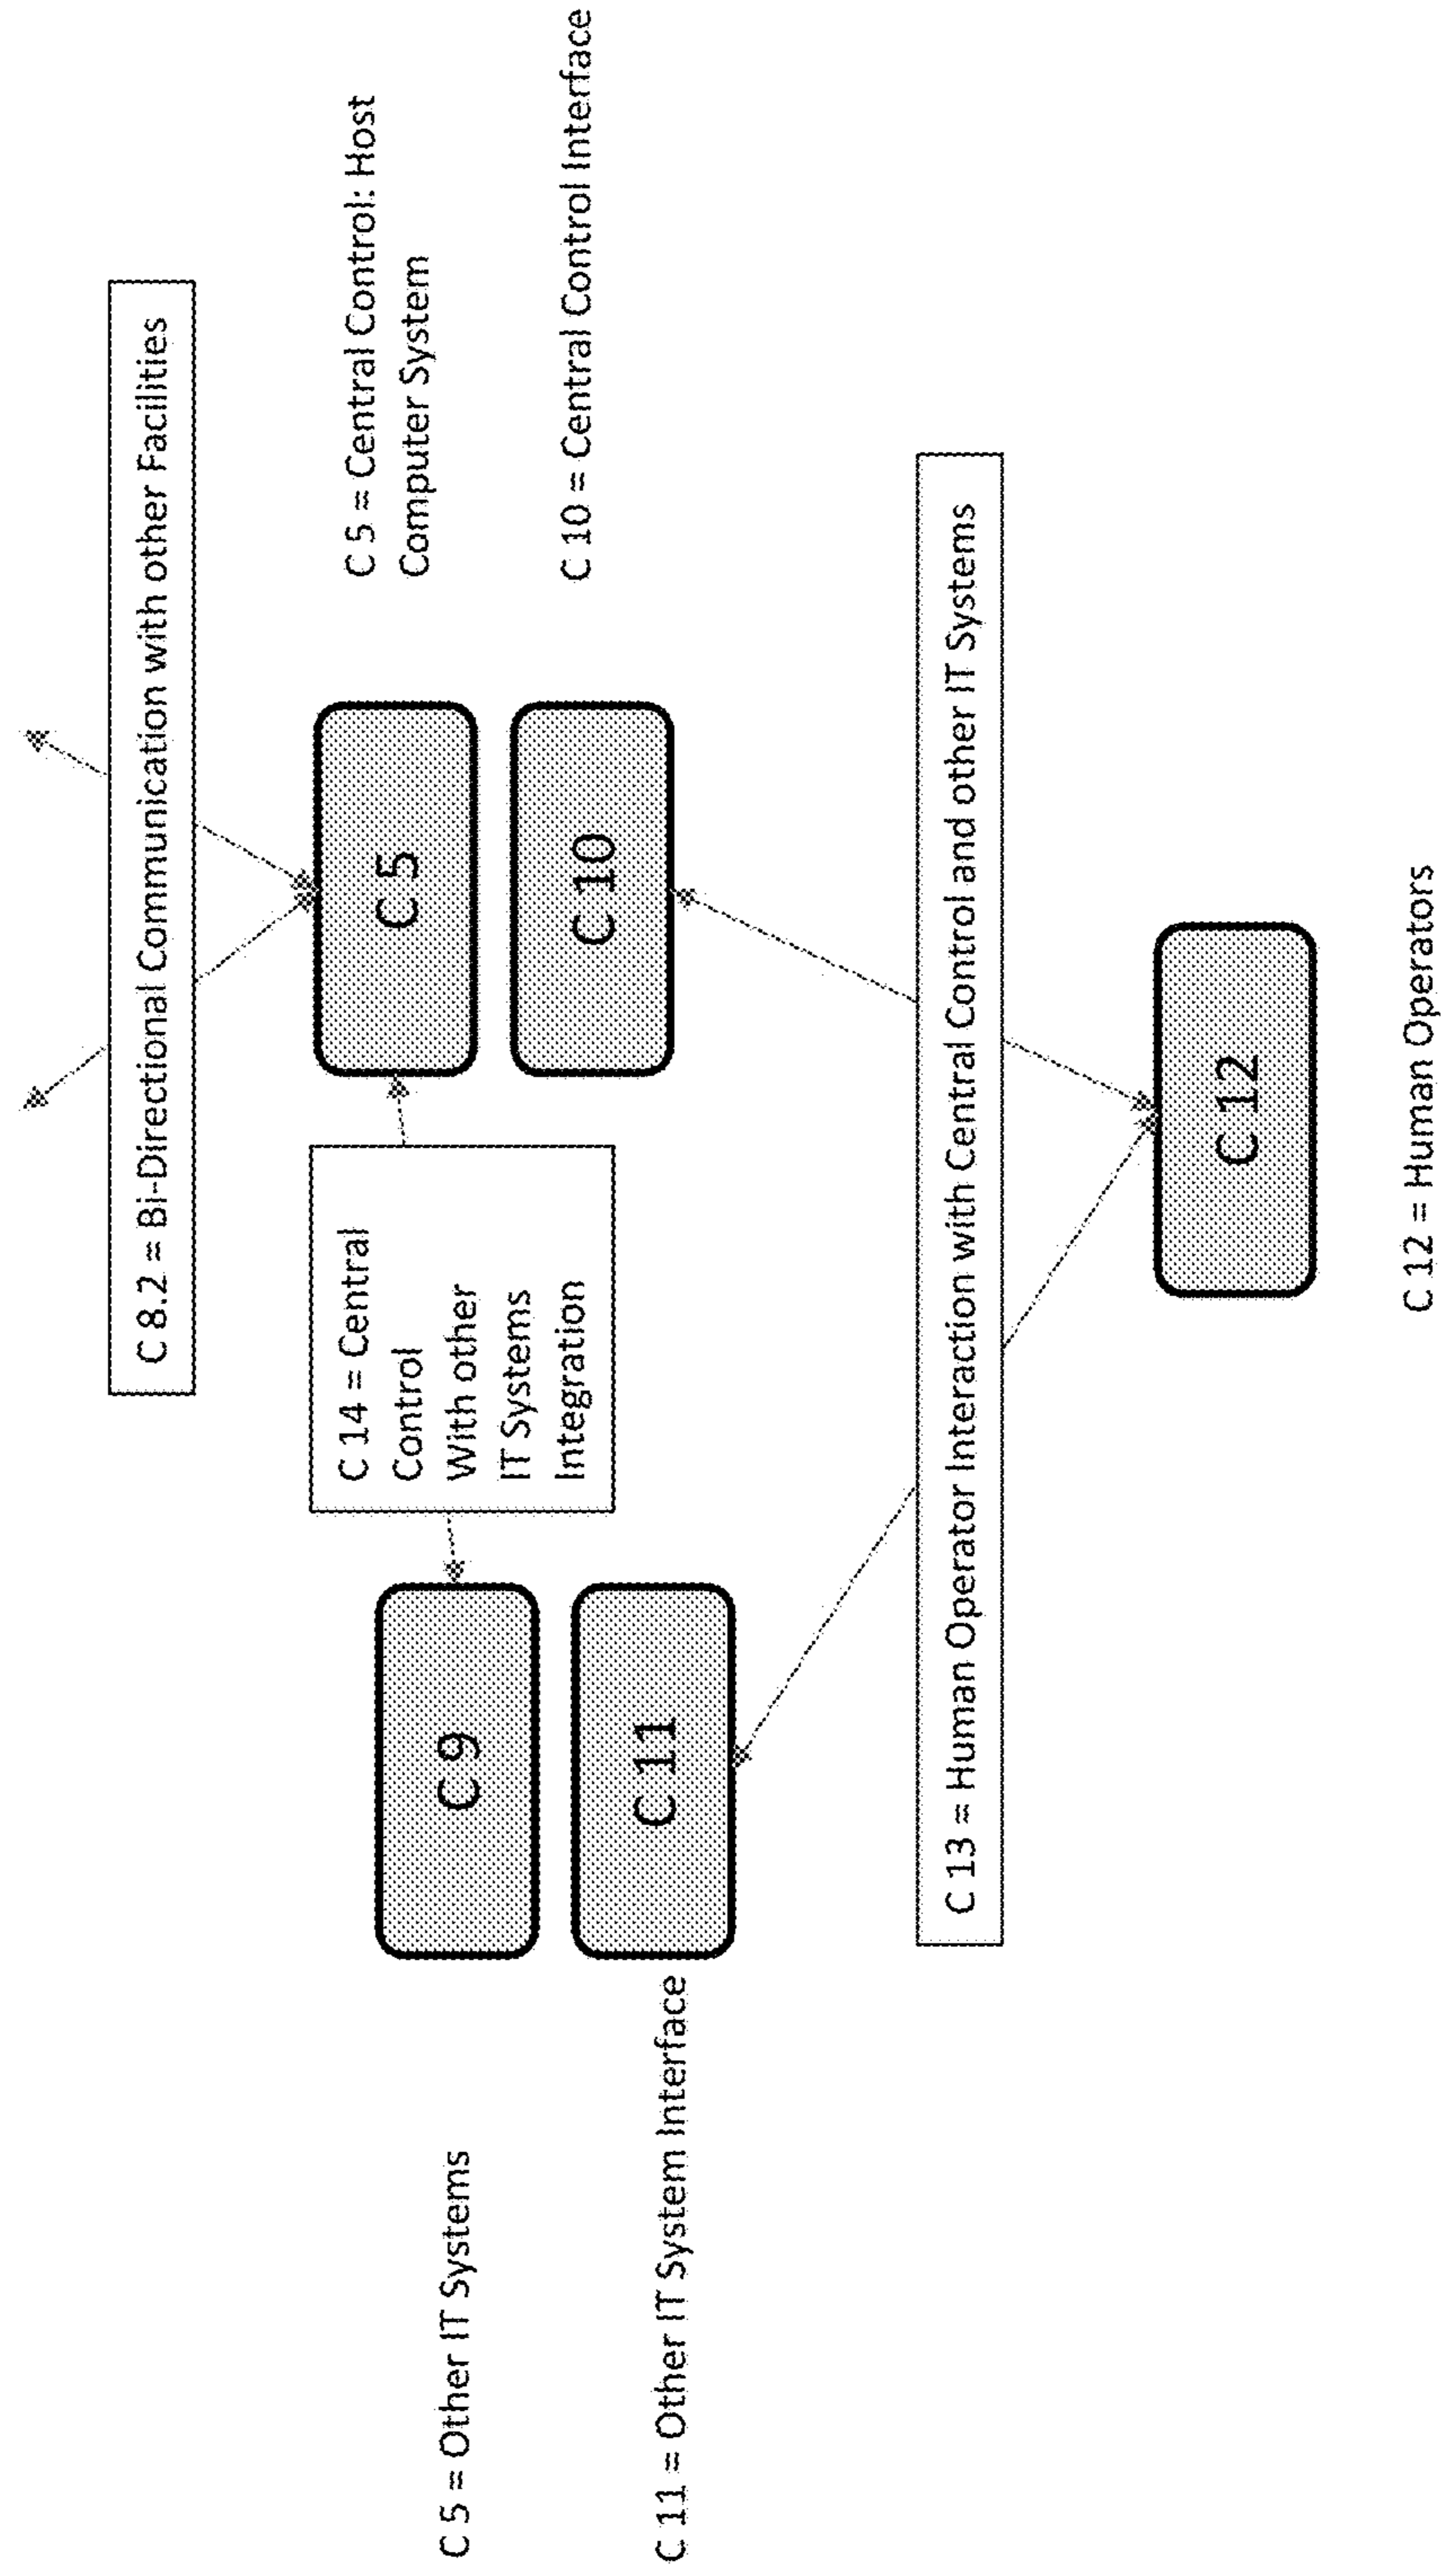 C 8.2 = Bi-Directional Communication with other Facilities
C 14 = Central
Control
With other
IT Systems
Integration
C 5 = Central Control: Host
Computer System
C 5
C 9
C 5 = Other IT Systems
C 10 = Central Control Interface
C 10
C 11
C 11 = Other IT System Interface
C 13 = Human Operator Interaction with Central Control and other IT Systems
C 12
C 12 = Human Operators